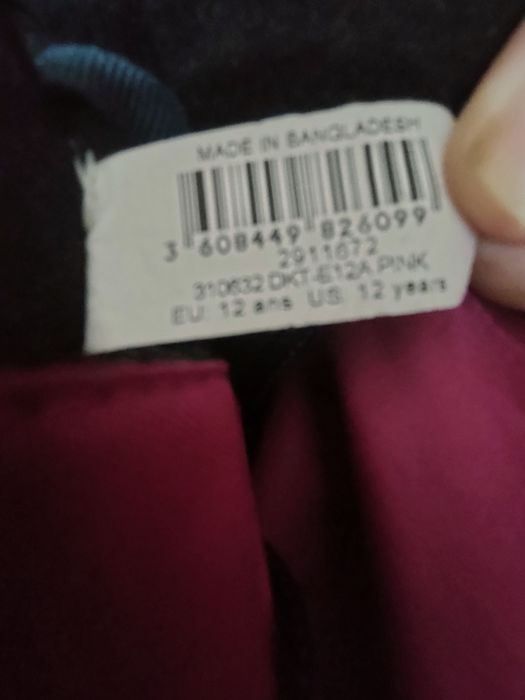 MADE IN BANGLADESH
3 608449 826099
2911672
310632 DKT-E12A PINK
EU: 12 ans US: 12 years